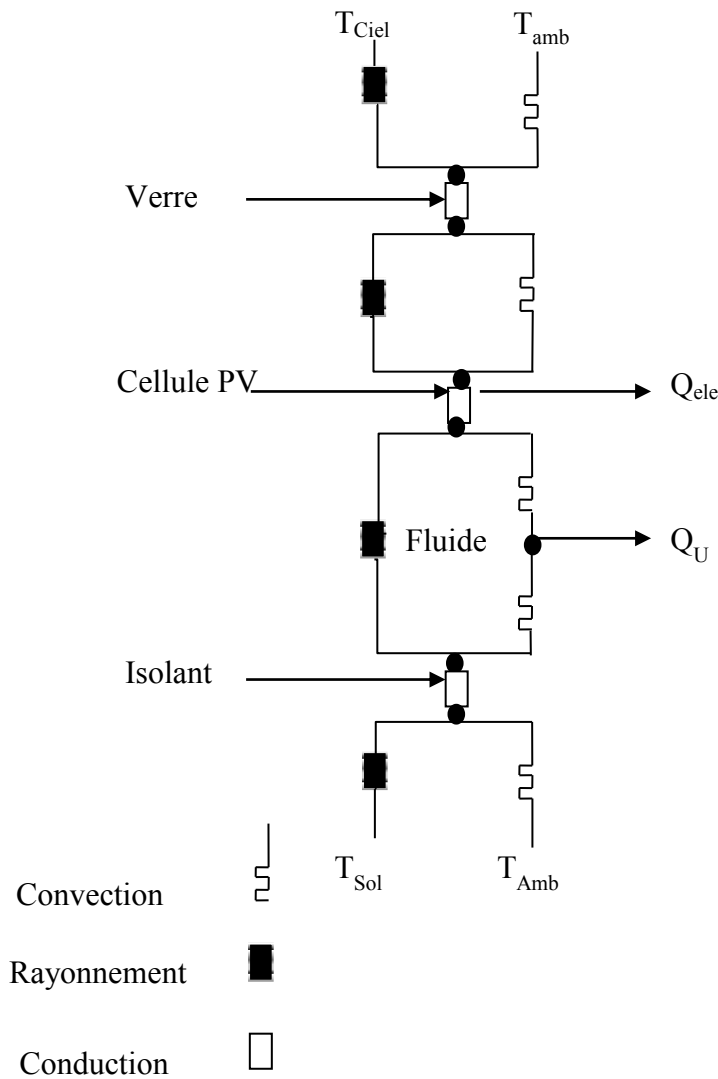 T_Ciel T_amb
Verre
Cellule PV Q_ele
Fluide Q_U
Isolant
T_Sol T_Amb
Convection
Rayonnement
Conduction